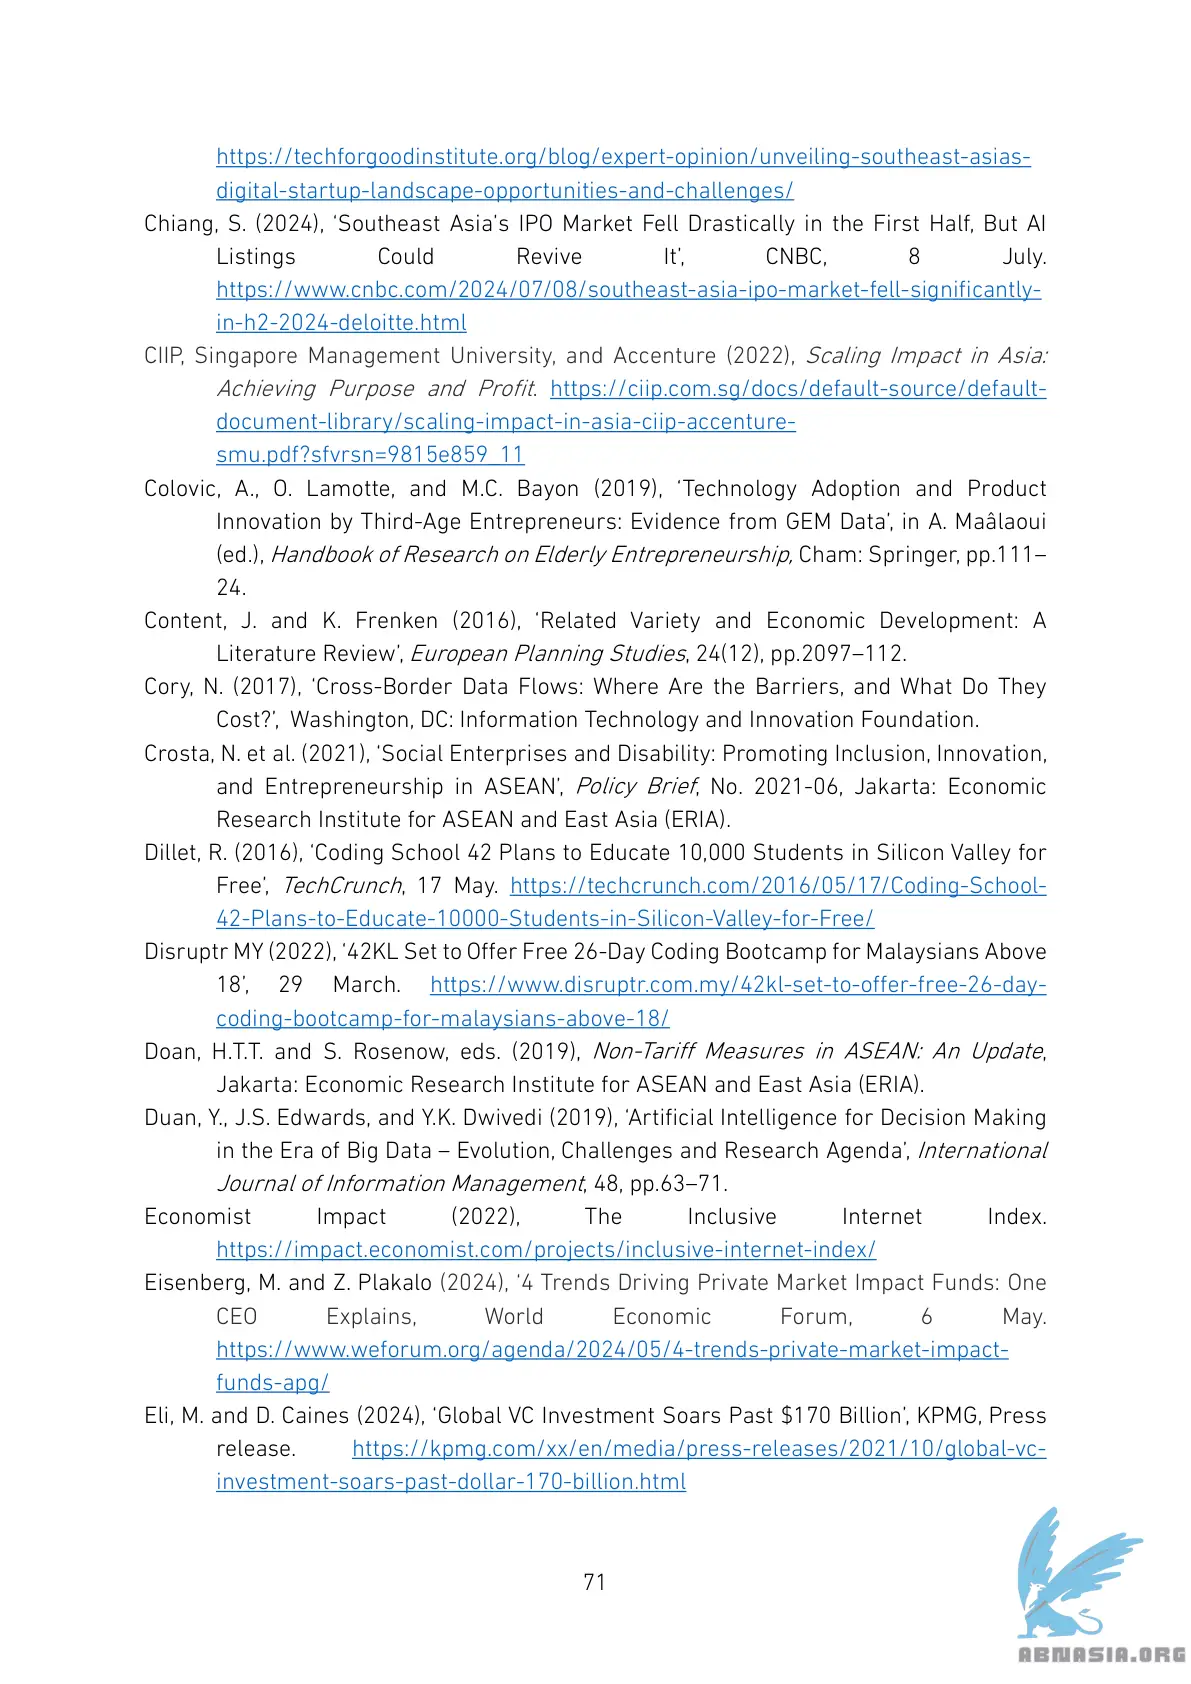 https://techforgoodinstitute.org/blog/expert-opinion/unveiling-southeast-asias-
digital-startup-landscape-opportunities-and-challenges/
Chiang, S. (2024), ‘Southeast Asia’s IPO Market Fell Drastically in the First Half, But AI
Listings Could Revive It’, CNBC, 8 July.
https://www.cnbc.com/2024/07/08/southeast-asia-ipo-market-fell-significantly-
in-h2-2024-deloitte.html
CIIP, Singapore Management University, and Accenture (2022), Scaling Impact in Asia:
Achieving Purpose and Profit. https://ciip.com.sg/docs/default-source/default-
document-library/scaling-impact-in-asia-ciip-accenture-
smu.pdf?sfvrsn=9815e859_11
Colovic, A., O. Lamotte, and M.C. Bayon (2019), ‘Technology Adoption and Product
Innovation by Third-Age Entrepreneurs: Evidence from GEM Data’, in A. Maâlaoui
(ed.), Handbook of Research on Elderly Entrepreneurship, Cham: Springer, pp.111–
24.
Content, J. and K. Frenken (2016), ‘Related Variety and Economic Development: A
Literature Review’, European Planning Studies, 24(12), pp.2097–112.
Cory, N. (2017), ‘Cross-Border Data Flows: Where Are the Barriers, and What Do They
Cost?’, Washington, DC: Information Technology and Innovation Foundation.
Crosta, N. et al. (2021), ‘Social Enterprises and Disability: Promoting Inclusion, Innovation,
and Entrepreneurship in ASEAN’, Policy Brief, No. 2021-06, Jakarta: Economic
Research Institute for ASEAN and East Asia (ERIA).
Dillet, R. (2016), ‘Coding School 42 Plans to Educate 10,000 Students in Silicon Valley for
Free’, TechCrunch, 17 May. https://techcrunch.com/2016/05/17/Coding-School-
42-Plans-to-Educate-10000-Students-in-Silicon-Valley-for-Free/
Disruptr MY (2022), ‘42KL Set to Offer Free 26-Day Coding Bootcamp for Malaysians Above
18’, 29 March. https://www.disruptr.com.my/42kl-set-to-offer-free-26-day-
coding-bootcamp-for-malaysians-above-18/
Doan, H.T.T. and S. Rosenow, eds. (2019), Non-Tariff Measures in ASEAN: An Update,
Jakarta: Economic Research Institute for ASEAN and East Asia (ERIA).
Duan, Y., J.S. Edwards, and Y.K. Dwivedi (2019), ‘Artificial Intelligence for Decision Making
in the Era of Big Data – Evolution, Challenges and Research Agenda’, International
Journal of Information Management, 48, pp.63–71.
Economist Impact (2022), The Inclusive Internet Index.
https://impact.economist.com/projects/inclusive-internet-index/
Eisenberg, M. and Z. Plakalo (2024), ‘4 Trends Driving Private Market Impact Funds: One
CEO Explains, World Economic Forum, 6 May.
https://www.weforum.org/agenda/2024/05/4-trends-private-market-impact-
funds-apg/
Eli, M. and D. Caines (2024), ‘Global VC Investment Soars Past $170 Billion’, KPMG, Press
release. https://kpmg.com/xx/en/media/press-releases/2021/10/global-vc-
investment-soars-past-dollar-170-billion.html
71
ABNASIA.ORG